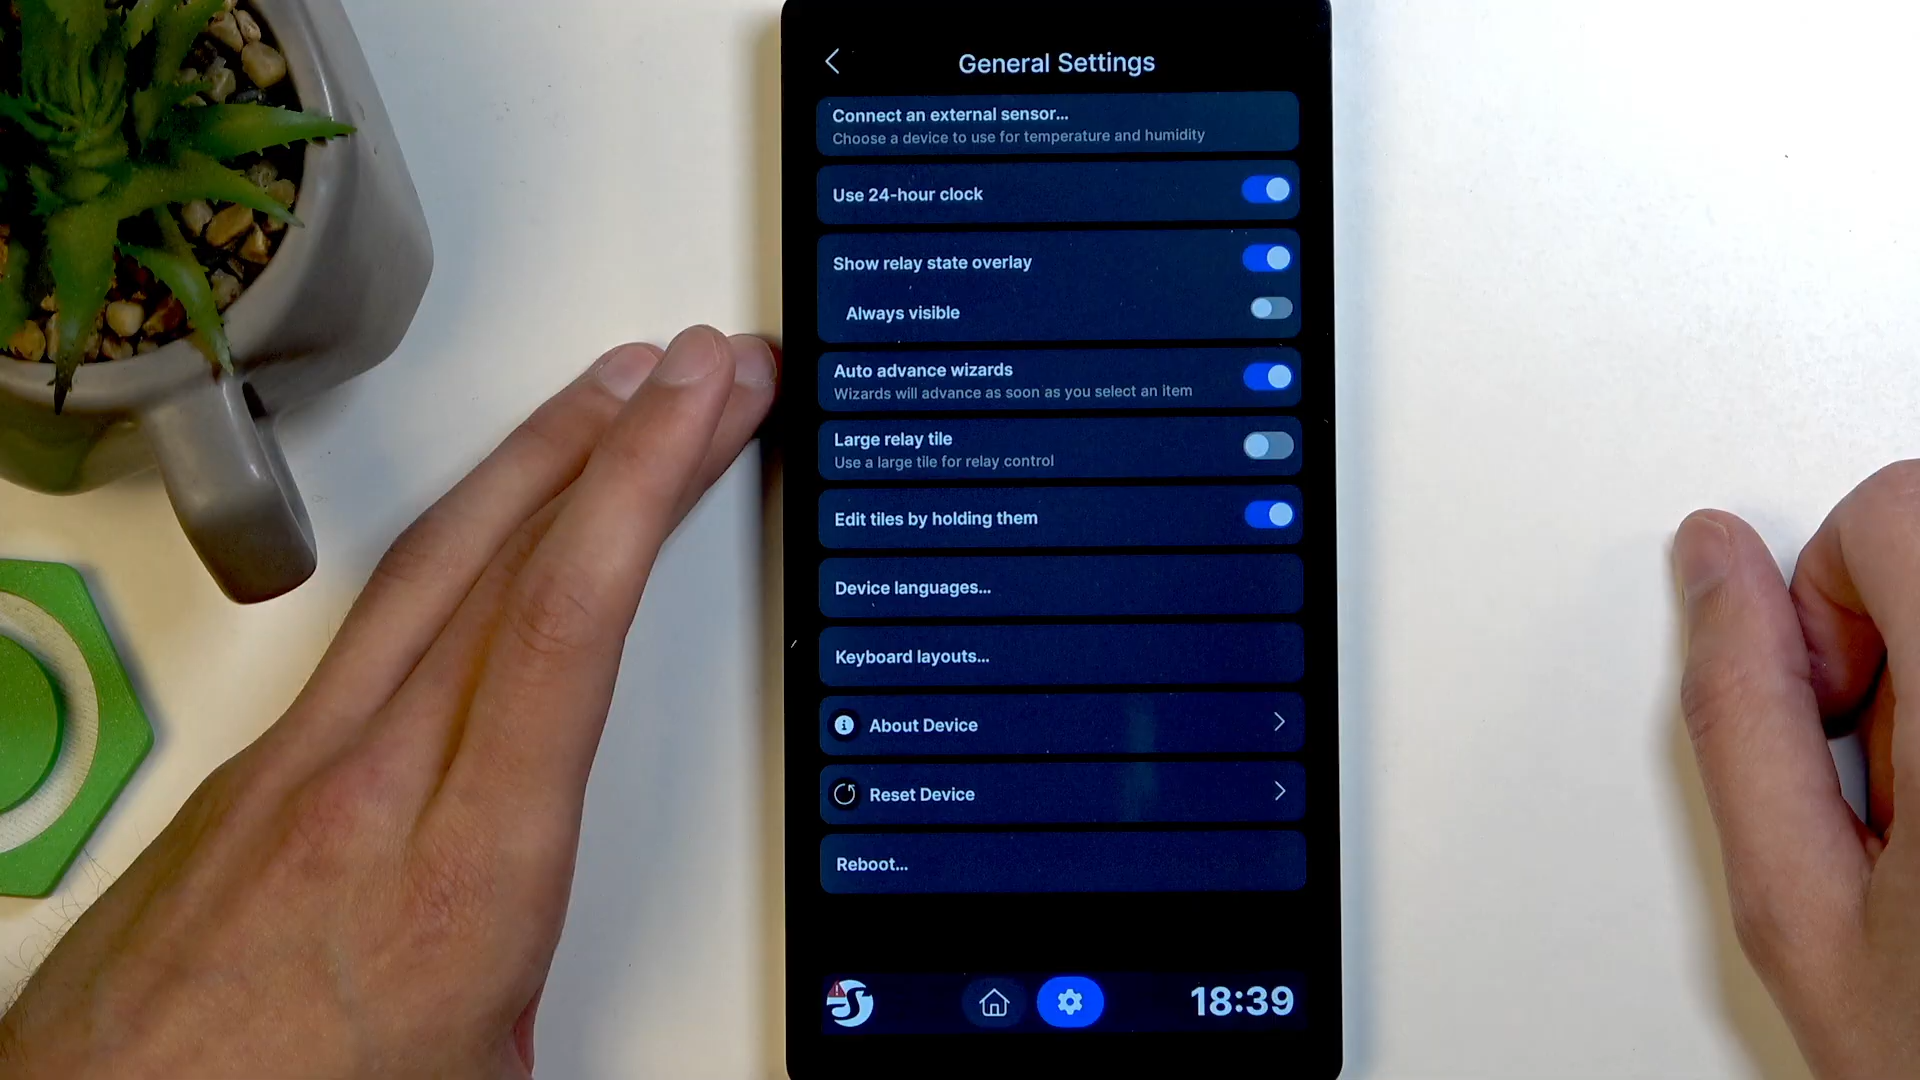 General Settings
Connect an external sensor...
Choose a device to use for temperature and humidity
Use 24-hour clock
Show relay state overlay
Always visible
Auto advance wizards
Wizards will advance as soon as you select an item
Large relay tile
Use a large tile for relay control
Edit tiles by holding them
Device languages...
Keyboard layouts...
About Device
Reset Device
Reboot...
18:39